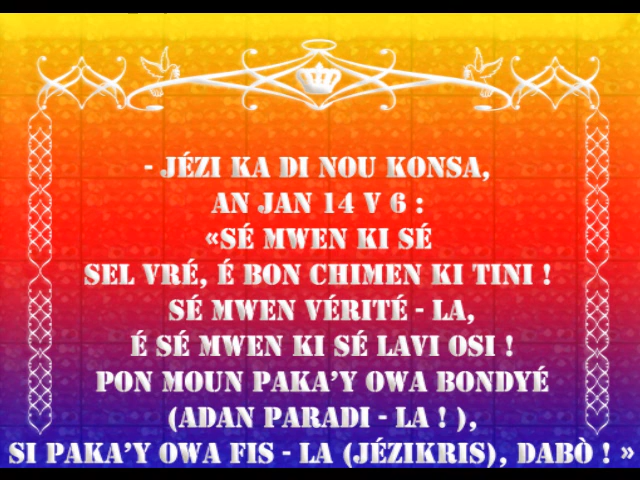 - JÉZI KA DI NOU KONSA,
AN JAN 14 V 6 :
«SÉ MWEN KI SÉ
SEL VRÉ, É BON CHIMEN KI TINI !
SÉ MWEN VÉRITÉ - LA,
É SÉ MWEN KI SÉ LAVI OSI !
PON MOUN PAKA'Y OWA BONDYÉ
(ADAN PARADI - LA ! ),
SI PAKA'Y OWA FIS - LA (JÉZIKRIS), DABÒ ! »